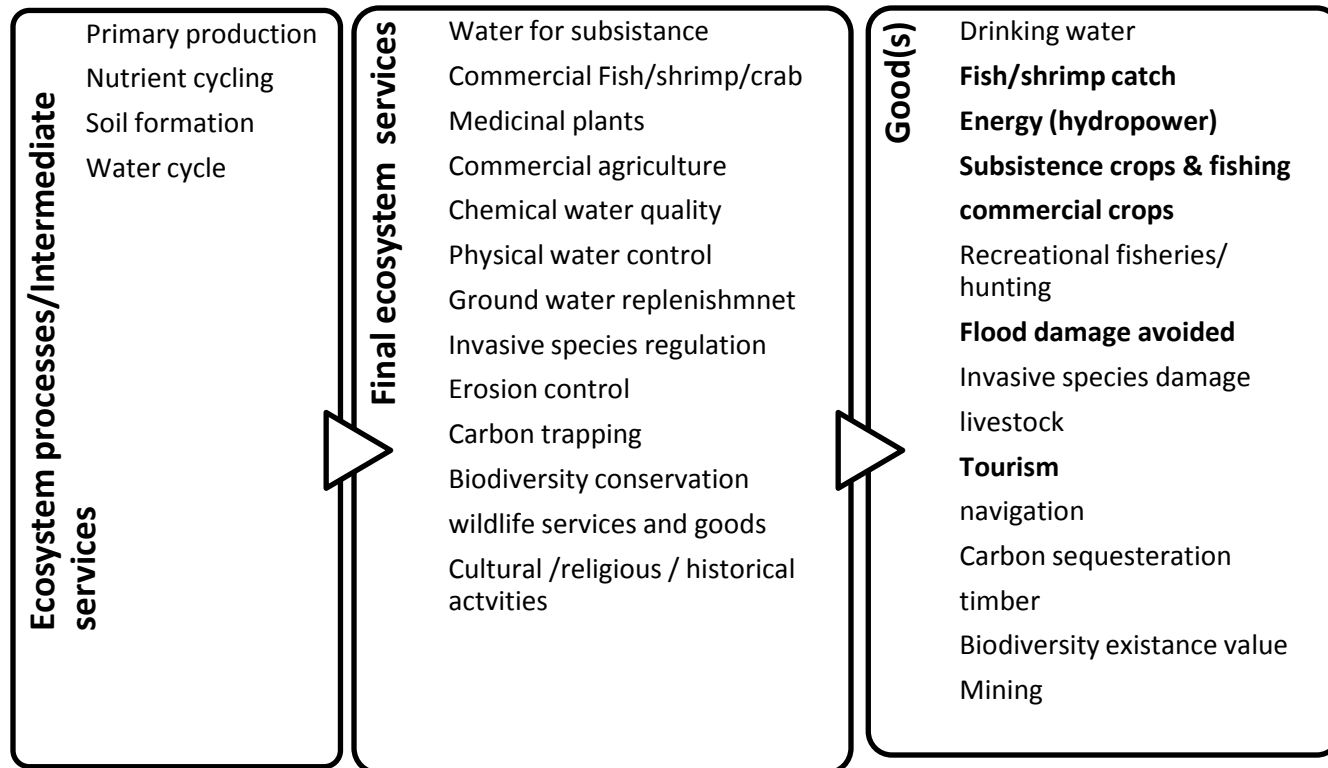 Ecosystem processes/Intermediate
services
Primary production
Nutrient cycling
Soil formation
Water cycle
Final ecosystem services
Water for subsistance
Commercial Fish/shrimp/crab
Medicinal plants
Commercial agriculture
Chemical water quality
Physical water control
Ground water replenishmnet
Invasive species regulation
Erosion control
Carbon trapping
Biodiversity conservation
wildlife services and goods
Cultural /religious / historical
actvities
Good(s)
Drinking water
Fish/shrimp catch
Energy (hydropower)
Subsistence crops & fishing
commercial crops
Recreational fisheries/
hunting
Flood damage avoided
Invasive species damage
livestock
Tourism
navigation
Carbon sequesteration
timber
Biodiversity existance value
Mining